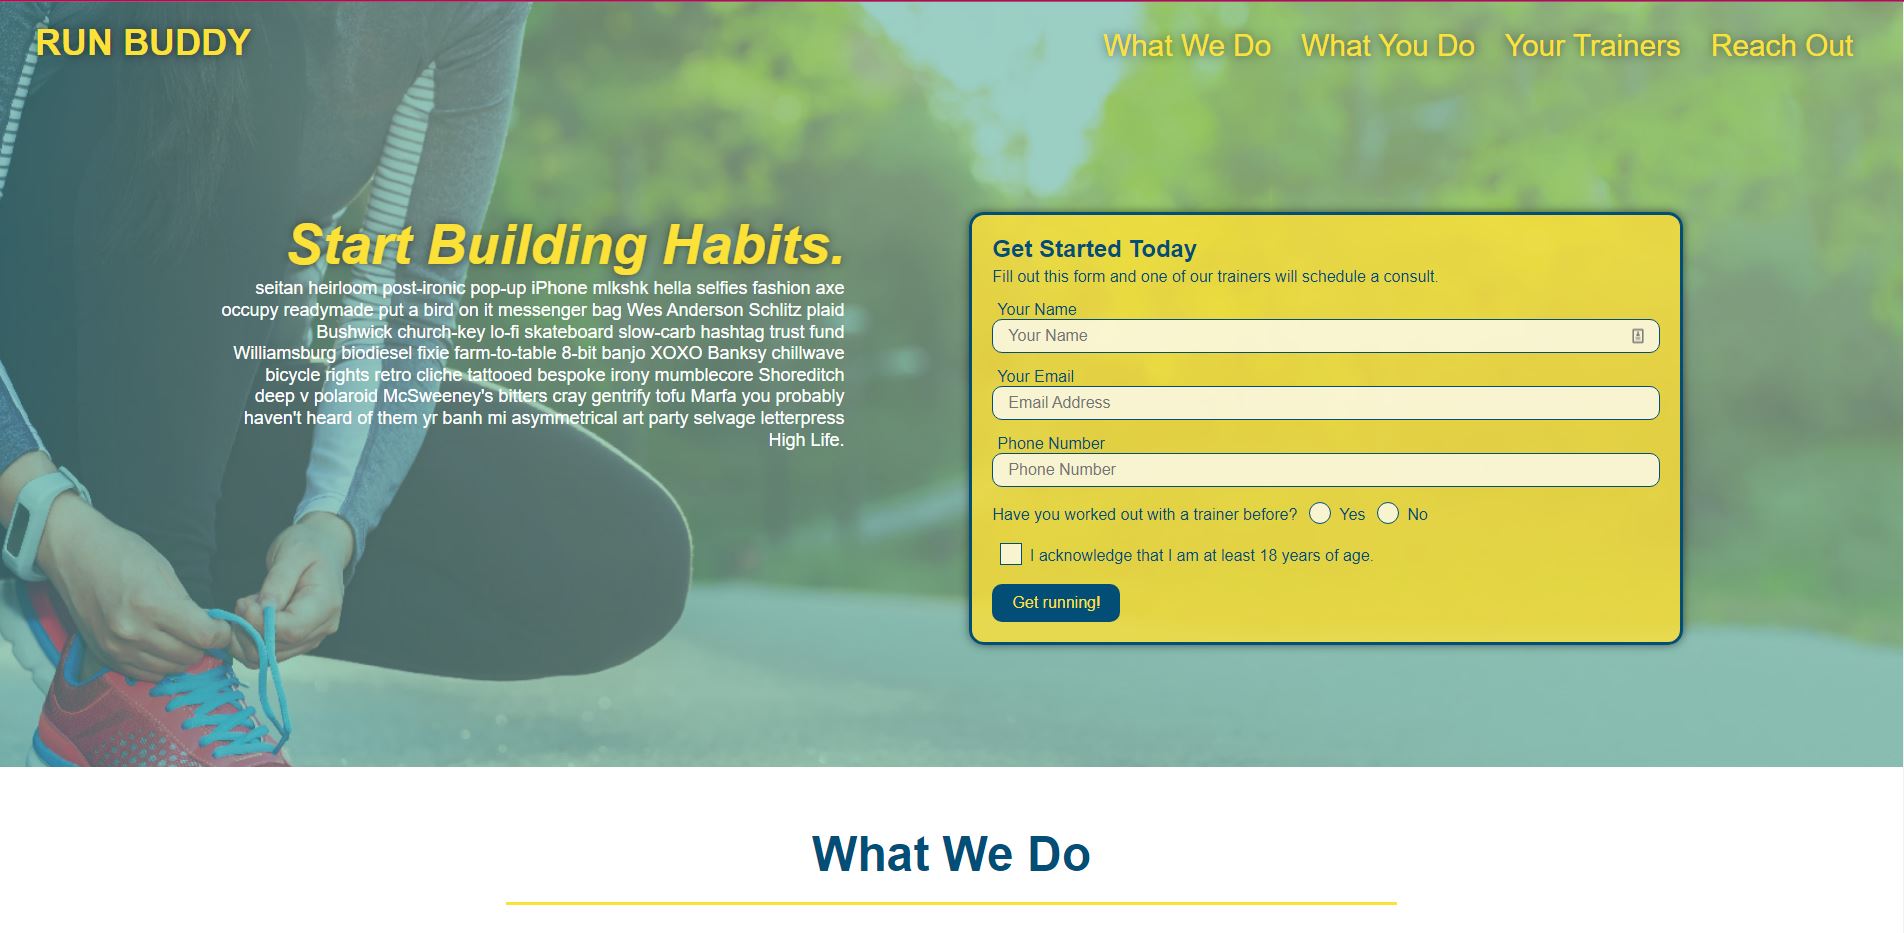 RUN BUDDY
What We Do What You Do Your Trainers Reach Out
Start Building Habits.
seitan heirloom post-ironic pop-up iPhone mlkshk hella selfies fashion axe
occupy readymade put a bird on it messenger bag Wes Anderson Schlitz plaid
Bushwick church-key lo-fi skateboard slow-carb hashtag trust fund
Williamsburg biodiesel fixie farm-to-table 8-bit banjo XOXO Banksy chillwave
bicycle rights retro cliche tattooed bespoke irony mumblecore Shoreditch
deep v polaroid McSweeney's bitters cray gentrify tofu Marfa you probably
haven't heard of them yr banh mi asymmetrical art party selvage letterpress
High Life.
Get Started Today
Fill out this form and one of our trainers will schedule a consult.
Your Name
Your Name
Your Email
Email Address
Phone Number
Phone Number
Have you worked out with a trainer before? Yes No
I acknowledge that I am at least 18 years of age.
Get running!
What We Do